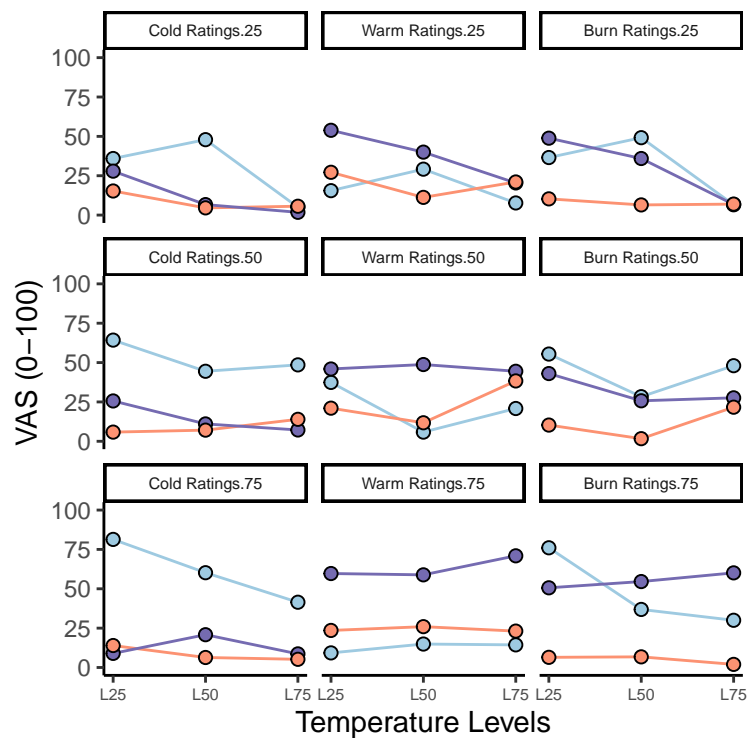 Cold Ratings.25 Warm Ratings.25 Burn Ratings.25
100
75
50
25
0
Cold Ratings.50 Warm Ratings.50 Burn Ratings.50
100
75
50
25
0
Cold Ratings.75 Warm Ratings.75 Burn Ratings.75
100
75
50
25
0
VAS (0−100)
L25 L50 L75 L25 L50 L75 L25 L50 L75
Temperature Levels